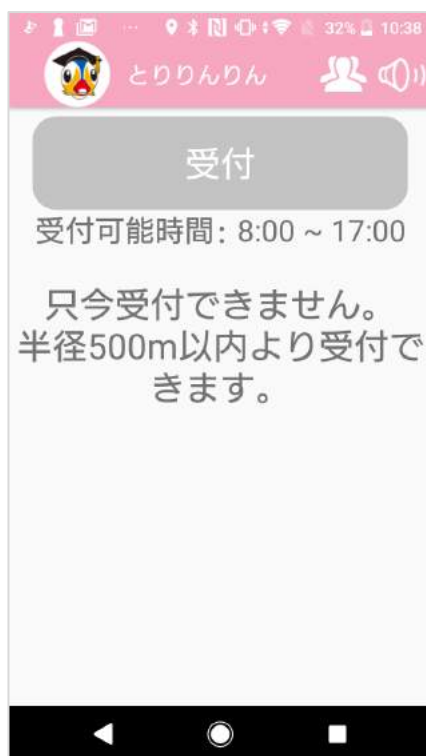 32% 10:38
とりりんりん
受付
受付可能時間: 8:00 ~ 17:00
只今受付できません。
半径500m以内より受付で
きます。